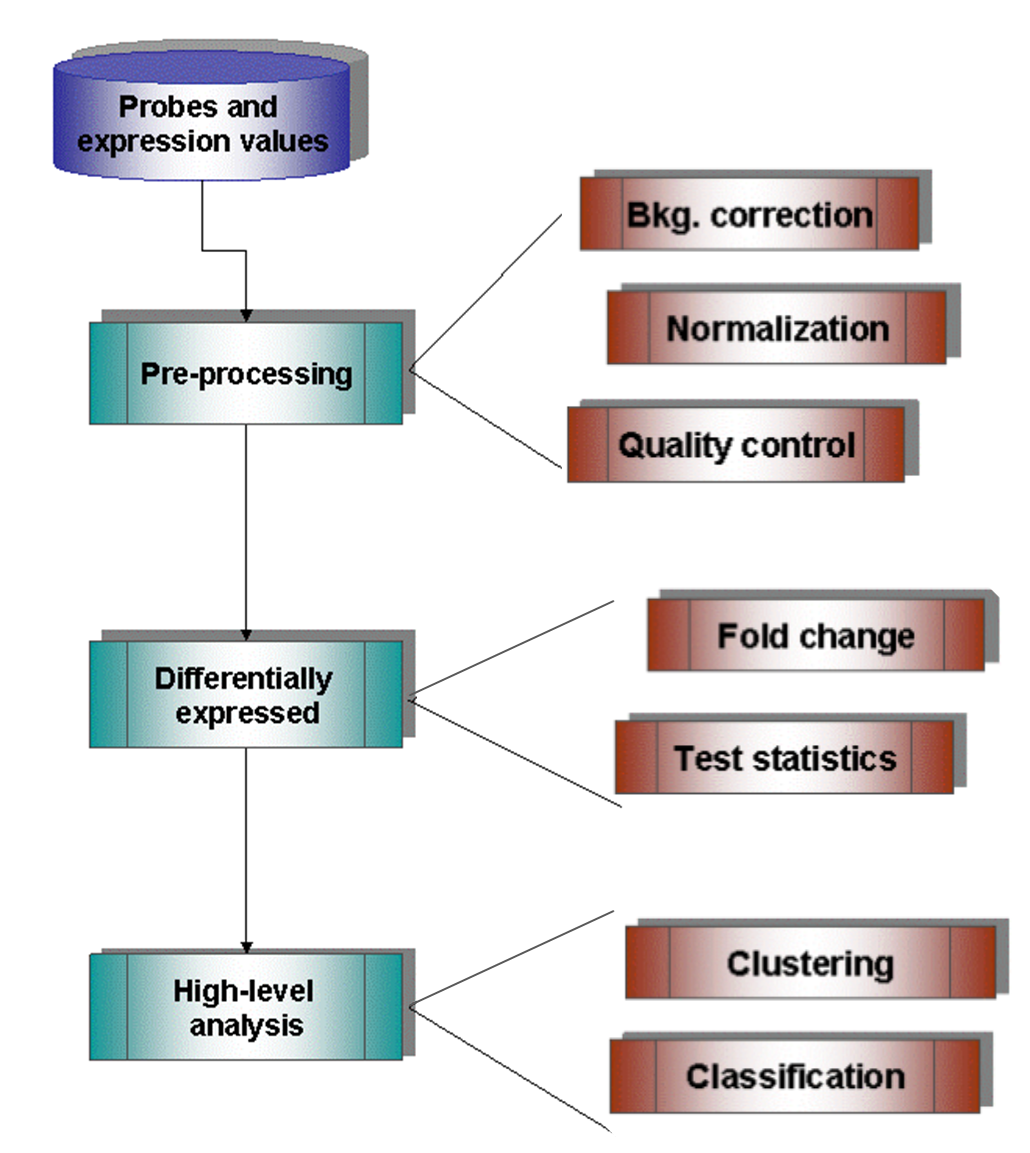 Probes and
expression values
Bkg. correction
Normalization
Pre-processing
Quality control
Fold change
Differentially
expressed
Test statistics
Clustering
High-level
analysis
Classification